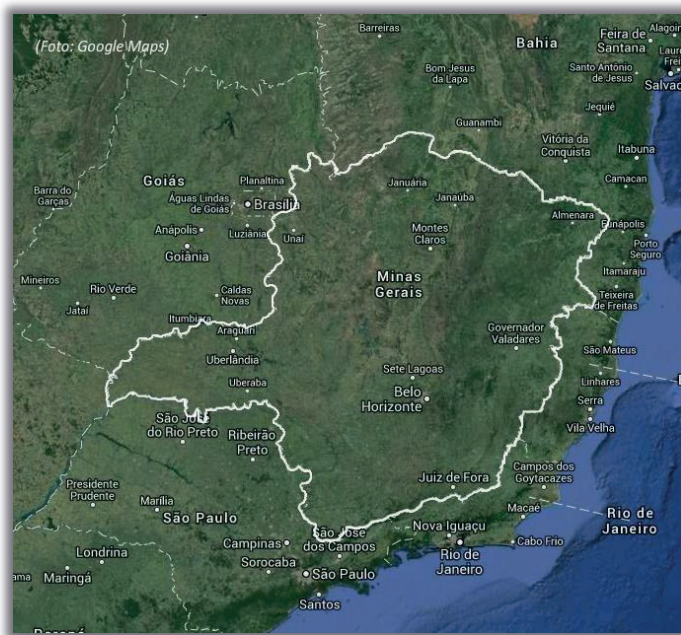 (Foto: Google Maps)
Barreiras
Bahia
Feira de
Santana
Santo Antônio
de Jesus
Bom Jesus
da Lapa
Jequié
Guanambi
Vitória da
Conquista
Itabuna
Camacan
Goiás
Planaltina
Barra do
Garças
Águas Lindas
de Goiás
Brasília
Januária
Janaúba
Almenara
Luziânia
Unaí
Anápolis
Montes
Claros
Porto
Seguro
Goiânia
Itamaraju
Mineiros
Rio Verde
Caldas
Novas
Minas
Gerais
Teixeira
de Freitas
Jataí
Itumbiara
Araguari
Governador
Valadares
Uberlândia
São Mateus
Sete Lagoas
Uberaba
Linhares
Belo
Horizonte
Serra
Vila Velha
São José
do Rio Preto
Ribeirão
Preto
Juiz de Fora
Campos dos
Goytacazes
Presidente
Prudente
Marília
Macaé
Rio de
Janeiro
São Paulo
São José
dos Campos
Nova Iguaçu
Campinas
Cabo Frio
Rio de
Janeiro
Londrina
Sorocaba
São Paulo
Maringá
Santos